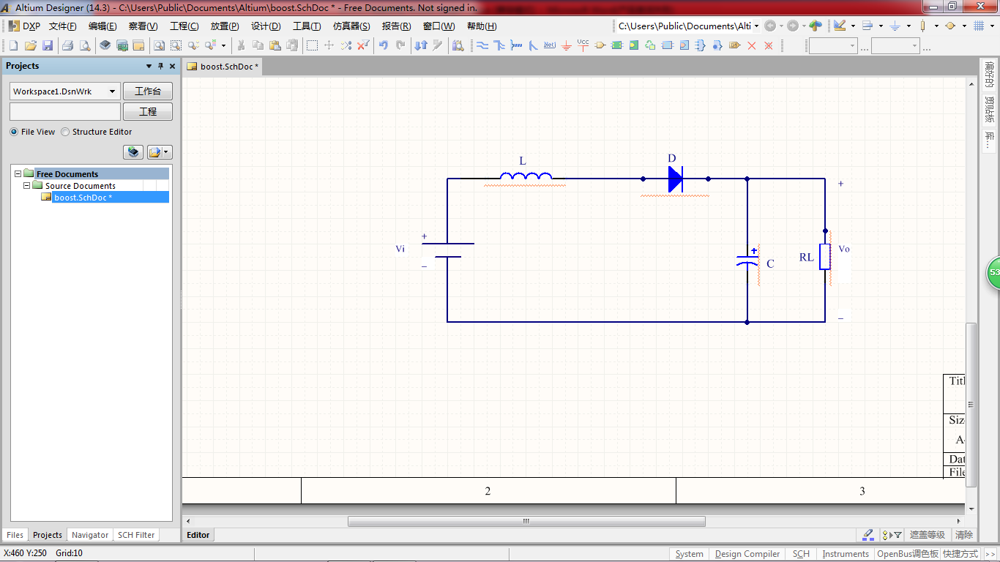 Altium Designer (14.3) - C:\Users\Public\Documents\Altium\boost.SchDoc * - Free Documents. Not signed in.
DXP 文件(F) 编辑(E) 察看(V) 工程(C) 放置(P) 设计(D) 工具(T) 仿真器(S) 报告(R) 窗口(W) 帮助(H) C:\Users\Public\Documents\Alti
Net Vcc D1
... ...
Projects
boost.SchDoc *
Workspace1.DsnWrk
工作台
工程
File View Structure Editor
Free Documents
Source Documents
boost.SchDoc *
L
D
+
+
Vi
+
C
RL
Vo
–
–
Titl
Siz
A
Dat
File
2
3
偏好的
剪贴板
库...
53
Files Projects Navigator SCH Filter
Editor
遮盖等级 清除
X:460 Y:250 Grid:10
System Design Compiler SCH Instruments OpenBus调色板 快捷方式 >>